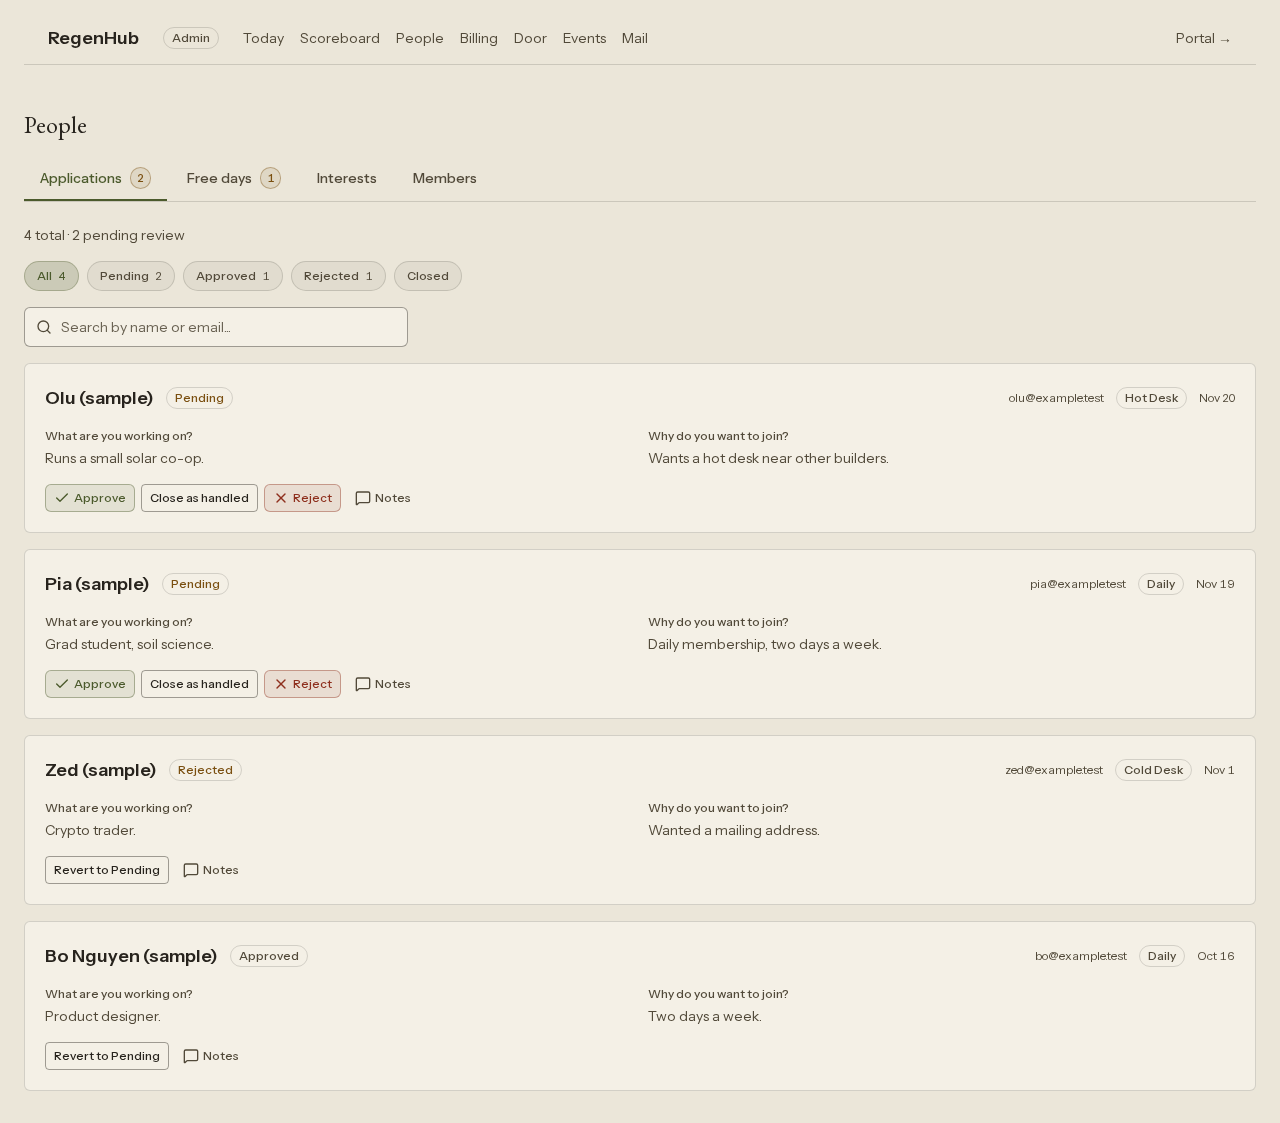 RegenHub Admin Today Scoreboard People Billing Door Events Mail Portal →
People
Applications 2 Free days 1 Interests Members
4 total · 2 pending review
All 4 Pending 2 Approved 1 Rejected 1 Closed
Search by name or email...
Olu (sample) Pending olu@example.test Hot Desk Nov 20
What are you working on? Why do you want to join?
Runs a small solar co-op. Wants a hot desk near other builders.
Approve Close as handled Reject Notes
Pia (sample) Pending pia@example.test Daily Nov 19
What are you working on? Why do you want to join?
Grad student, soil science. Daily membership, two days a week.
Approve Close as handled Reject Notes
Zed (sample) Rejected zed@example.test Cold Desk Nov 1
What are you working on? Why do you want to join?
Crypto trader. Wanted a mailing address.
Revert to Pending Notes
Bo Nguyen (sample) Approved bo@example.test Daily Oct 16
What are you working on? Why do you want to join?
Product designer. Two days a week.
Revert to Pending Notes